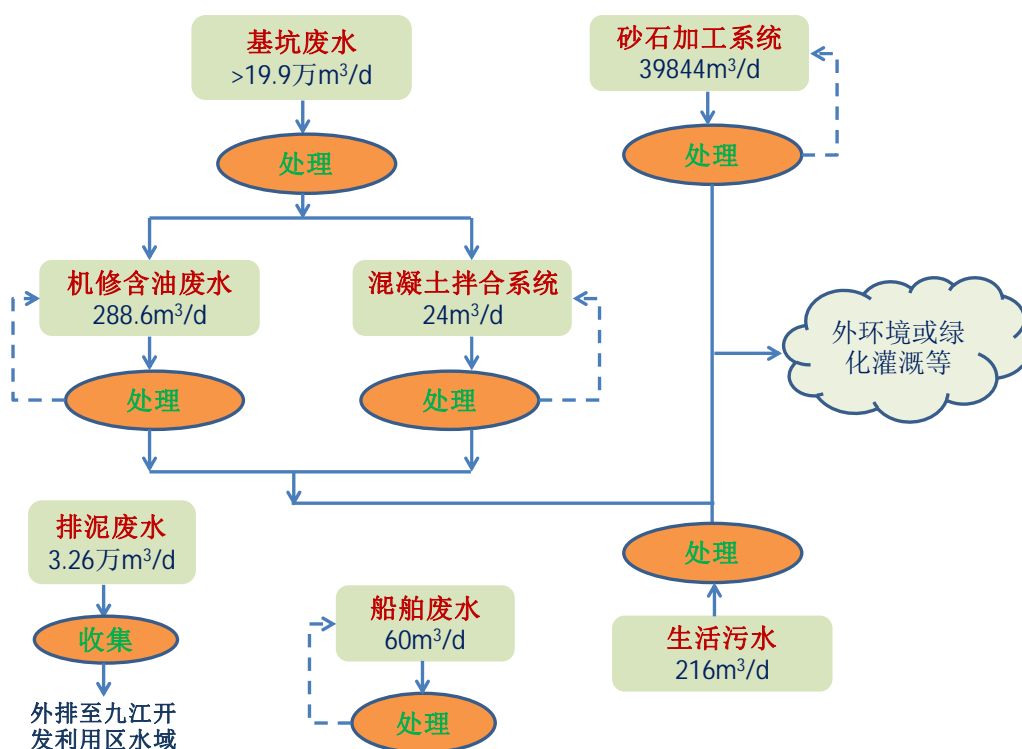 基坑废水
>19.9万m³/d
处理
砂石加工系统
39844m³/d
处理
机修含油废水
288.6m³/d
处理
混凝土拌合系统
24m³/d
处理
外环境或绿
化灌溉等
排泥废水
3.26万m³/d
收集
外排至九江开
发利用区水域
船舶废水
60m³/d
处理
处理
生活污水
216m³/d